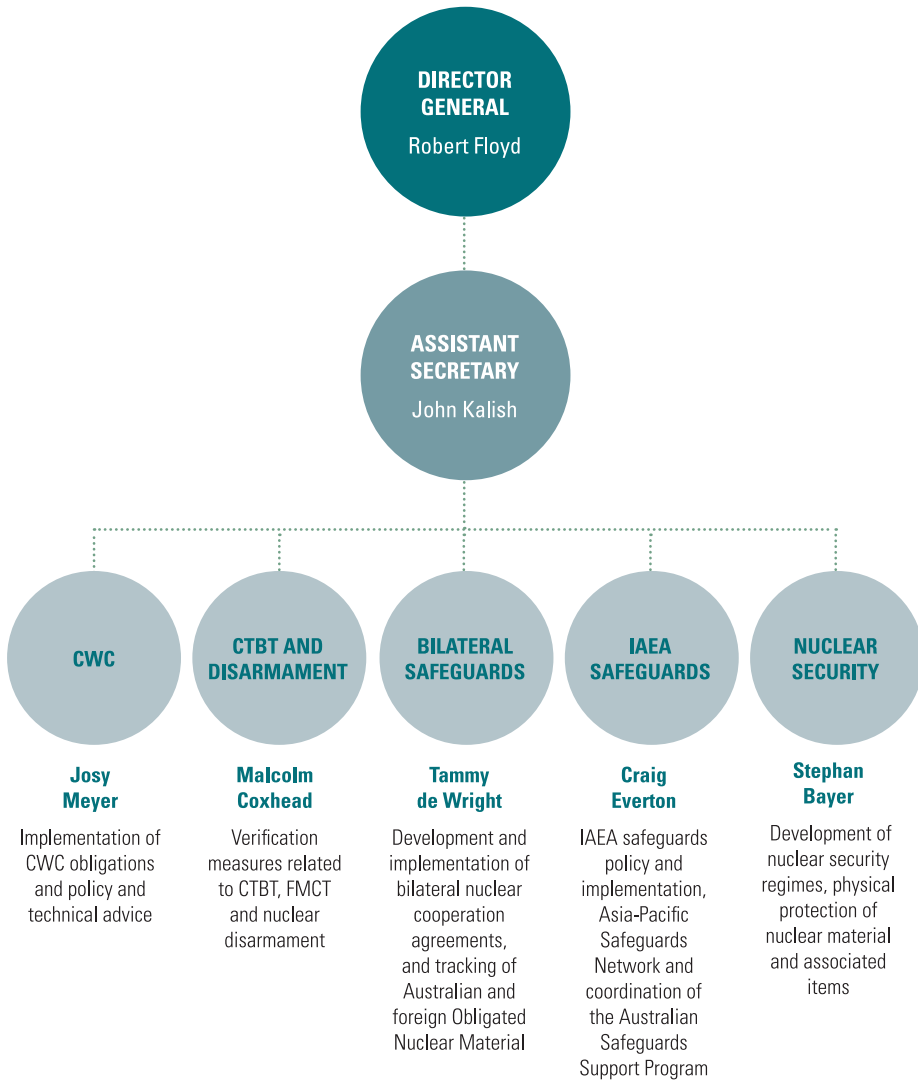 DIRECTOR
GENERAL
Robert Floyd
ASSISTANT
SECRETARY
John Kalish
CWC
Josy
Meyer
Implementation of
CWC obligations
and policy and
technical advice
CTBT AND
DISARMAMENT
Malcolm
Coxhead
Verification
measures related
to CTBT, FMCT
and nuclear
disarmament
BILATERAL
SAFEGUARDS
Tammy
de Wright
Development and
implementation of
bilateral nuclear
cooperation
agreements,
and tracking of
Australian and
foreign Obligated
Nuclear Material
IAEA
SAFEGUARDS
Craig
Everton
IAEA safeguards
policy and
implementation,
Asia-Pacific
Safeguards
Network and
coordination of
the Australian
Safeguards
Support Program
NUCLEAR
SECURITY
Stephan
Bayer
Development of
nuclear security
regimes, physical
protection of
nuclear material
and associated
items